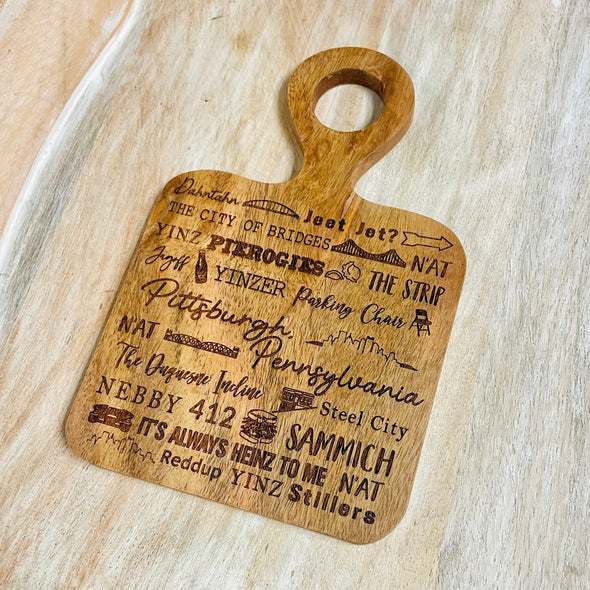 Dahntahn Jeet Jet?
THE CITY OF BRIDGES N'AT
YINZ PIEROGIES THE STRIP
Jagoff YINZER Parking Chair
Pittsburgh,
N'AT Pennsylvania
The Duquesne Incline Steel City
NEBBY 412 SAMMICH
IT'S ALWAYS HEINZ TO ME N'AT
Reddup YINZ Stillers